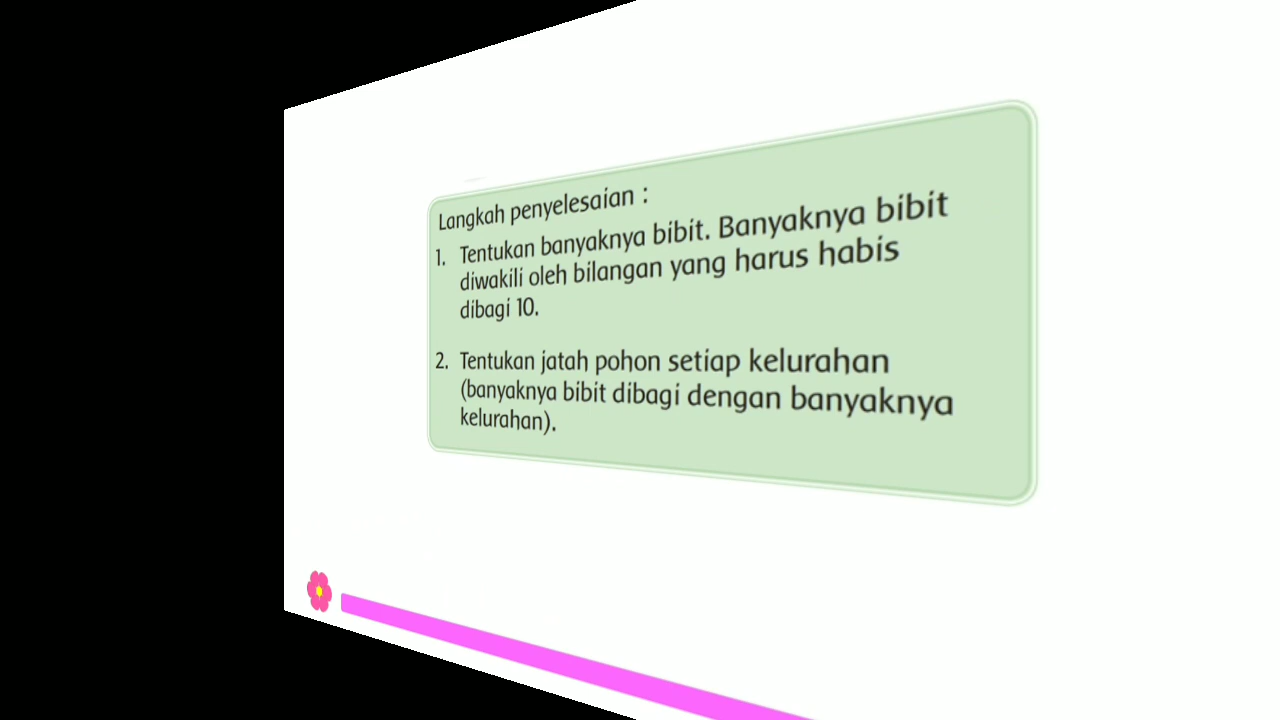 Langkah penyelesaian :
1. Tentukan banyaknya bibit. Banyaknya bibit
diwakili oleh bilangan yang harus habis
dibagi 10.
2. Tentukan jatah pohon setiap kelurahan
(banyaknya bibit dibagi dengan banyaknya
kelurahan).